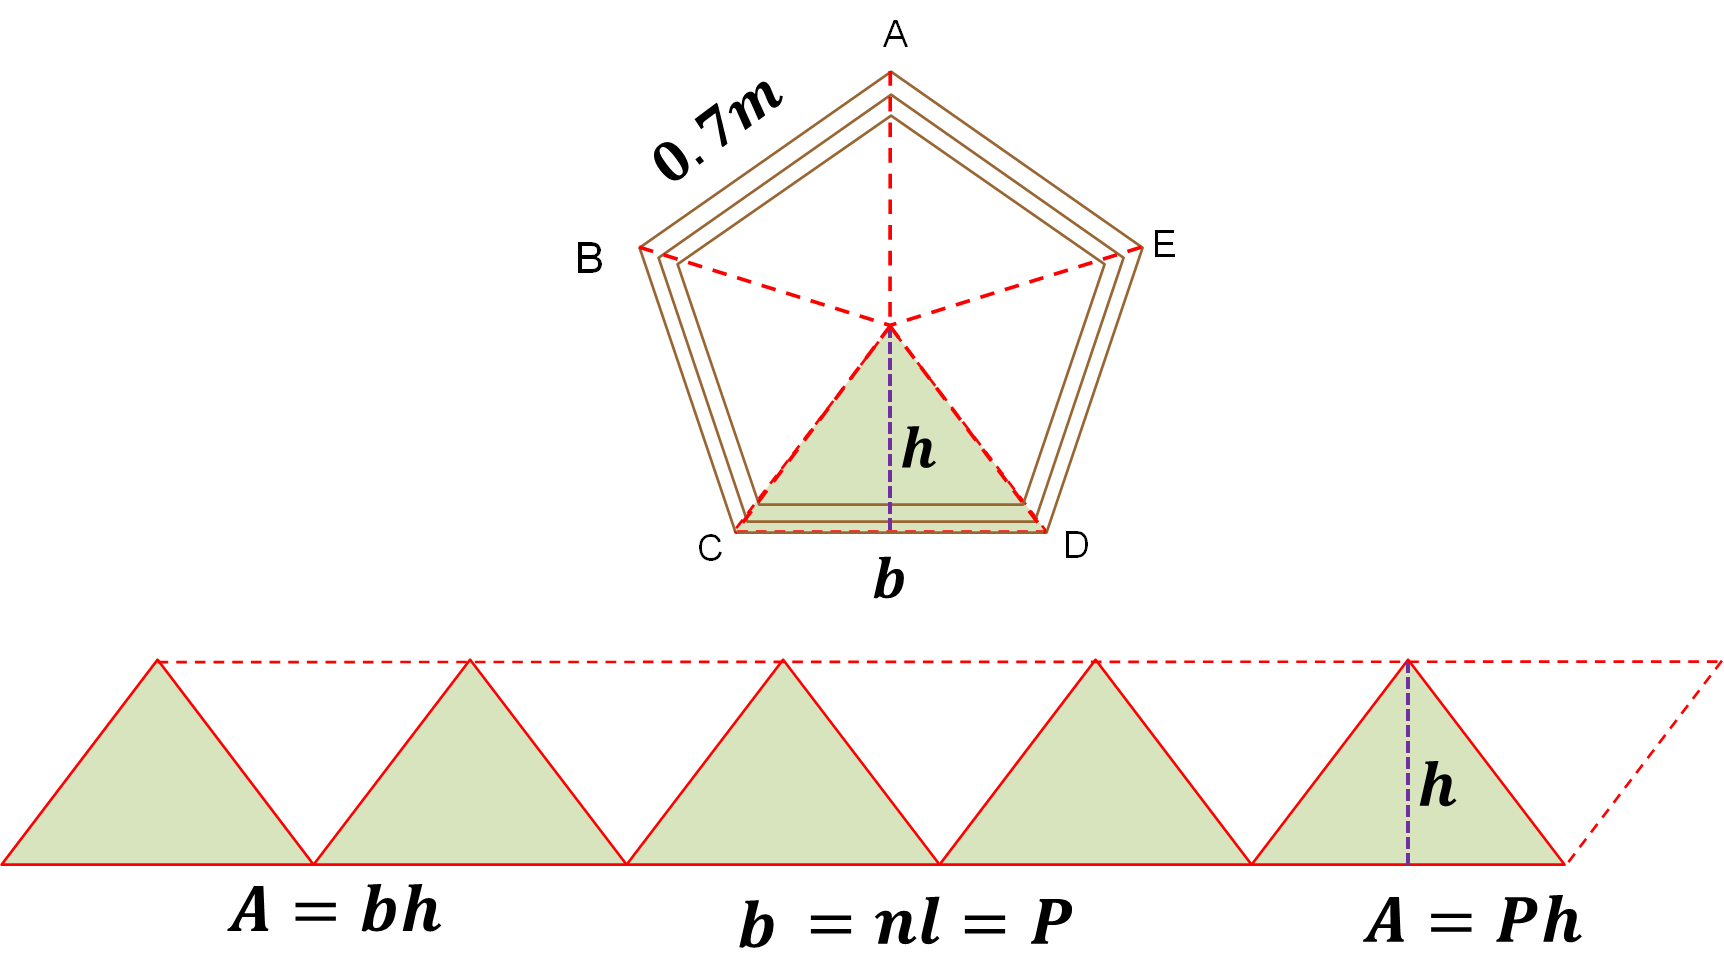 A
0.7m
B
E
h
C
D
b
h
A = bh
b = nl = P
A = Ph